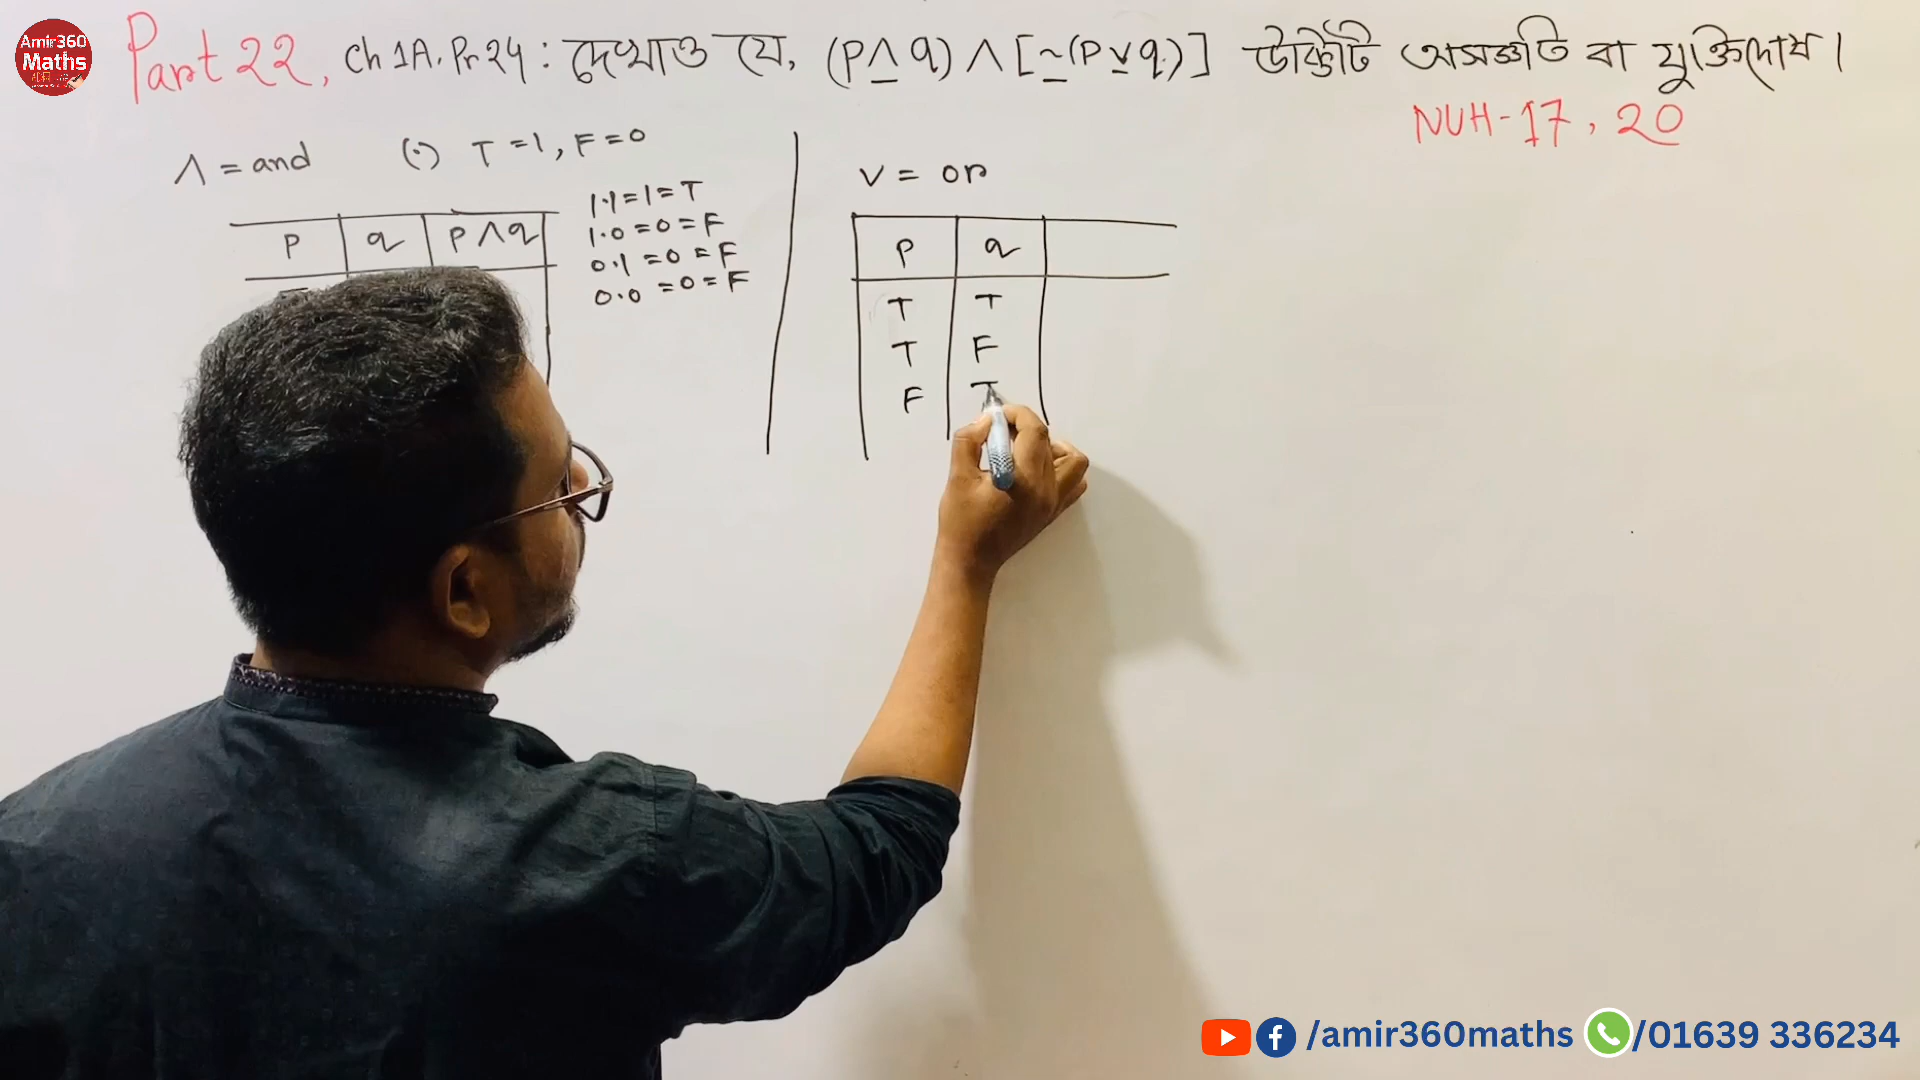 Amir360
Maths
Part 22, Ch 1A. Pr 24 : দেখাও যে, (P ∧ q) ∧ [~(P ∨ q)] উক্তিটি অসঙ্গতি বা যুক্তিদোষ।
NUH-17, 20
∧ = and (·) T = 1, F = 0
1·1 = 1 = T
1·0 = 0 = F
0·1 = 0 = F
0·0 = 0 = F
P q P ∧ q
∨ = or
P q
T T
T F
F T
/amir360maths /01639 336234